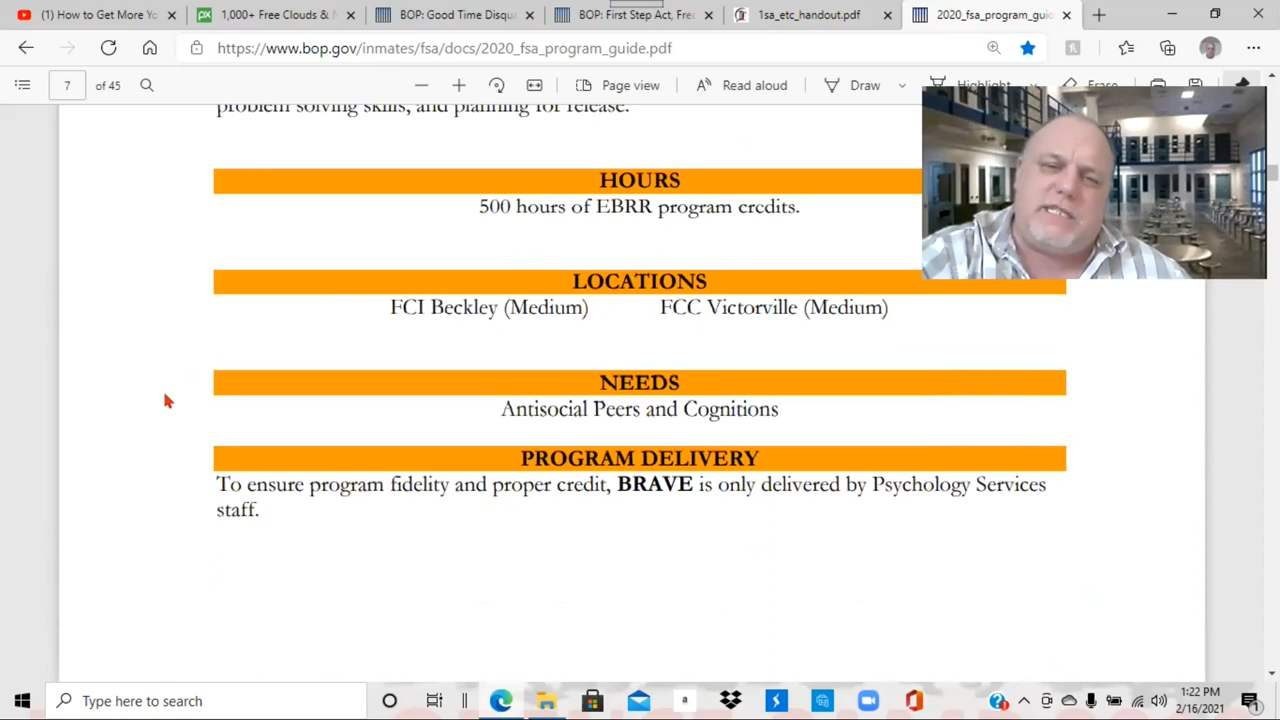 (1) How to Get More Yo
1,000+ Free Clouds & I
BOP: Good Time Disqu
BOP: First Step Act, Fre
1sa_etc_handout.pdf
2020_fsa_program_guid
https://www.bop.gov/inmates/fsa/docs/2020_fsa_program_guide.pdf
7 of 45
Page view
Read aloud
Draw
Highlight
Erase
problem solving skills, and planning for release.
HOURS
500 hours of EBRR program credits.
LOCATIONS
FCI Beckley (Medium) FCC Victorville (Medium)
NEEDS
Antisocial Peers and Cognitions
PROGRAM DELIVERY
To ensure program fidelity and proper credit, BRAVE is only delivered by Psychology Services
staff.
Type here to search
1:22 PM
2/16/2021